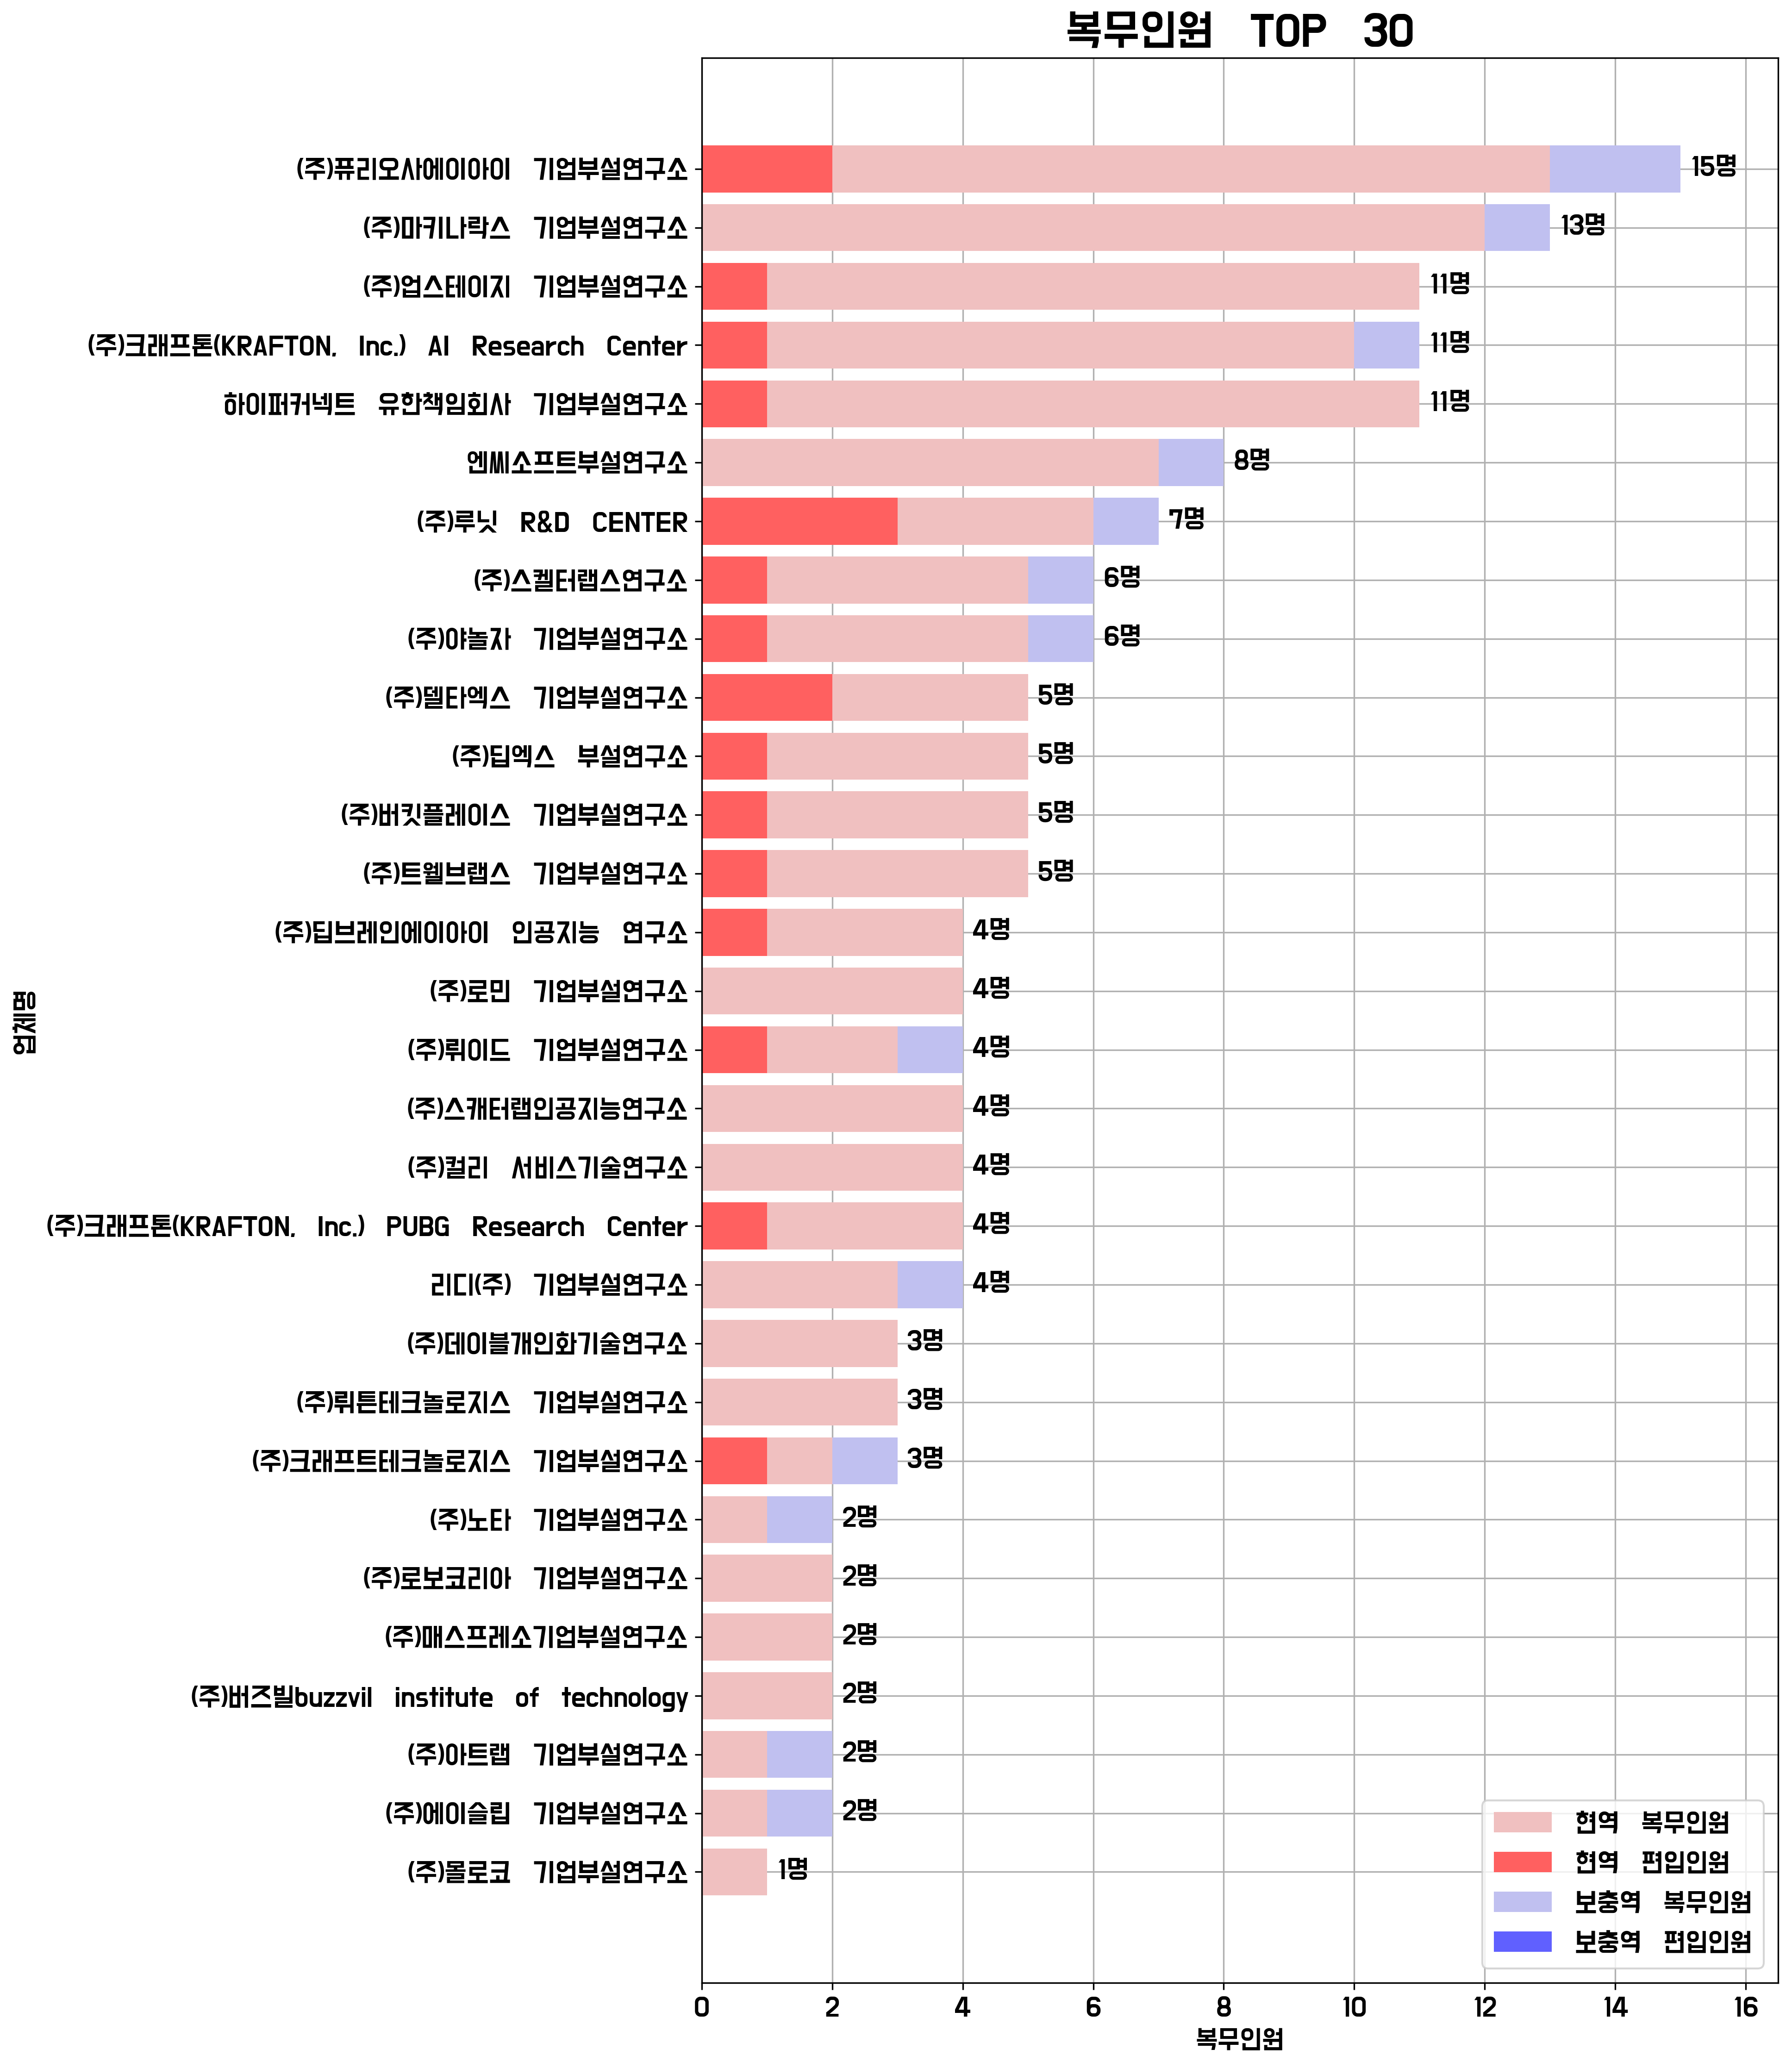 복무인원 TOP 30
(주)퓨리오사에이아이 기업부설연구소
15명
(주)마키나락스 기업부설연구소
13명
(주)업스테이지 기업부설연구소
11명
(주)크래프톤(KRAFTON, Inc.) AI Research Center
11명
하이퍼커넥트 유한책임회사 기업부설연구소
11명
엔씨소프트부설연구소
8명
(주)루닛 R&D CENTER
7명
(주)스켈터랩스연구소
6명
(주)야놀자 기업부설연구소
6명
(주)델타엑스 기업부설연구소
5명
(주)딥엑스 부설연구소
5명
(주)버킷플레이스 기업부설연구소
5명
(주)트웰브랩스 기업부설연구소
5명
(주)딥브레인에이아이 인공지능 연구소
4명
(주)로민 기업부설연구소
4명
(주)뤼이드 기업부설연구소
4명
(주)스캐터랩인공지능연구소
4명
(주)컬리 서비스기술연구소
4명
(주)크래프톤(KRAFTON, Inc.) PUBG Research Center
4명
리디(주) 기업부설연구소
4명
(주)데이블개인화기술연구소
3명
(주)뤼튼테크놀로지스 기업부설연구소
3명
(주)크래프트테크놀로지스 기업부설연구소
3명
(주)노타 기업부설연구소
2명
(주)로보코리아 기업부설연구소
2명
(주)매스프레소기업부설연구소
2명
(주)버즈빌buzzvil institute of technology
2명
(주)아트랩 기업부설연구소
2명
(주)에이슬립 기업부설연구소
2명
(주)몰로코 기업부설연구소
1명
업체명
현역 복무인원
현역 편입인원
보충역 복무인원
보충역 편입인원
0 2 4 6 8 10 12 14 16
복무인원